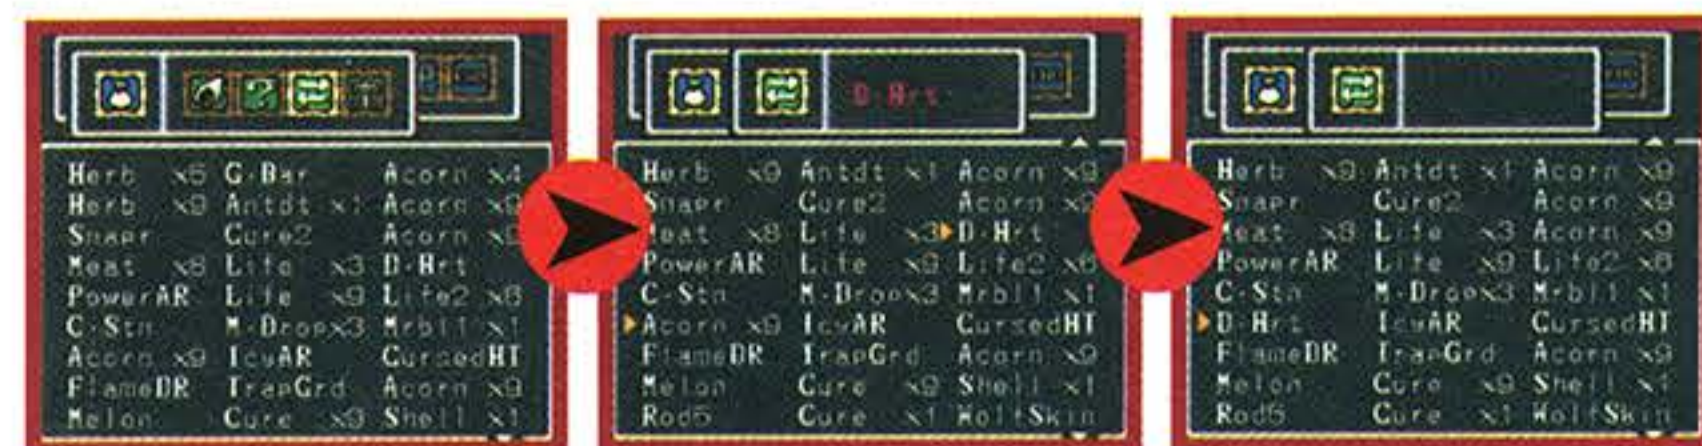 Herb x5 G·Bar Acorn x4
Herb x9 Antdt x1 Acorn x9
Snapr Cure2 Acorn x9
Meat x8 Life x3 D·Hrt
PowerAR Life x9 Life2 x6
C·Stn M·Drop x3 Mrbl1 x1
Acorn x9 IcyAR CursedHT
FlameDR TrapGrd Acorn x9
Melon Cure x9 Shell x1
D·Hrt
Herb x9 Antdt x1 Acorn x9
Snapr Cure2 Acorn x9
Meat x8 Life x3 D·Hrt
PowerAR Life x9 Life2 x6
C·Stn M·Drop x3 Mrbl1 x1
Acorn x9 IcyAR CursedHT
FlameDR TrapGrd Acorn x9
Melon Cure x9 Shell x1
Rod5 Cure x1 WolfSkin
Herb x9 Antdt x1 Acorn x9
Snapr Cure2 Acorn x9
Meat x8 Life x3 Acorn x9
PowerAR Life x9 Life2 x6
C·Stn M·Drop x3 Mrbl1 x1
D·Hrt IcyAR CursedHT
FlameDR TrapGrd Acorn x9
Melon Cure x9 Shell x1
Rod5 Cure x1 WolfSkin